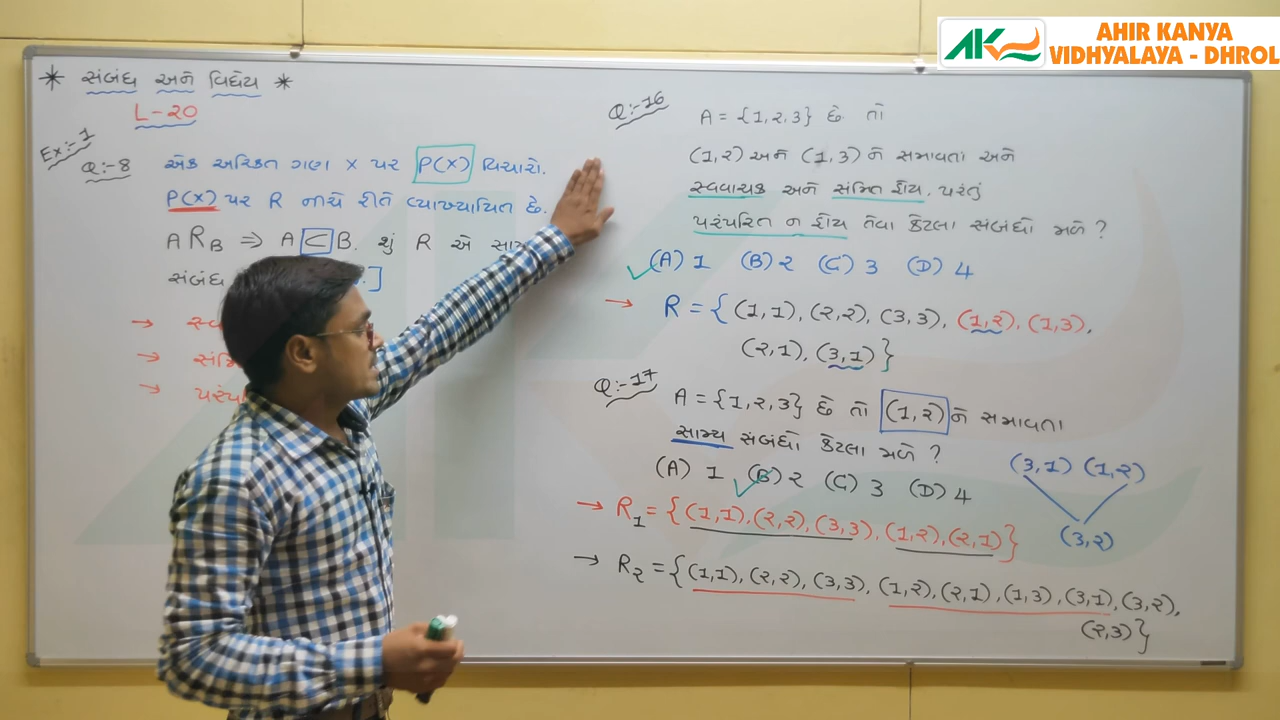 AHIR KANYA
VIDHYALAYA - DHROL
* સંબંધ અને વિધેય *
L-20
Ex:-1
Q:-8 એક અરિક્ત ગણ X પર P(X) વિચારો.
P(X) પર R નીચે રીતે વ્યાખ્યાયિત છે.
A R B ⇒ A ⊂ B. શું R એ સા
સંબંધ .]
→ સ્વ
→ સંમિ
→ પરંપ
Q:-16 A = {1,2,3} છે તો
(1,2) અને (1,3) ને સમાવતા અને
સ્વવાચક અને સંમિત હોય, પરંતુ
પરંપરિત ન હોય તેવા કેટલા સંબંધો મળે ?
(A) 1 (B) 2 (C) 3 (D) 4
→ R = { (1,1), (2,2), (3,3), (1,2), (1,3),
(2,1), (3,1) }
Q:-17
A = {1,2,3} છે તો (1,2) ને સમાવતા
સામ્ય સંબંધો કેટલા મળે ?
(A) 1 (B) 2 (C) 3 (D) 4
(3,1) (1,2)
(3,2)
→ R1 = { (1,1), (2,2), (3,3), (1,2), (2,1) }
→ R2 = { (1,1), (2,2), (3,3), (1,2), (2,1), (1,3), (3,1), (3,2),
(2,3) }